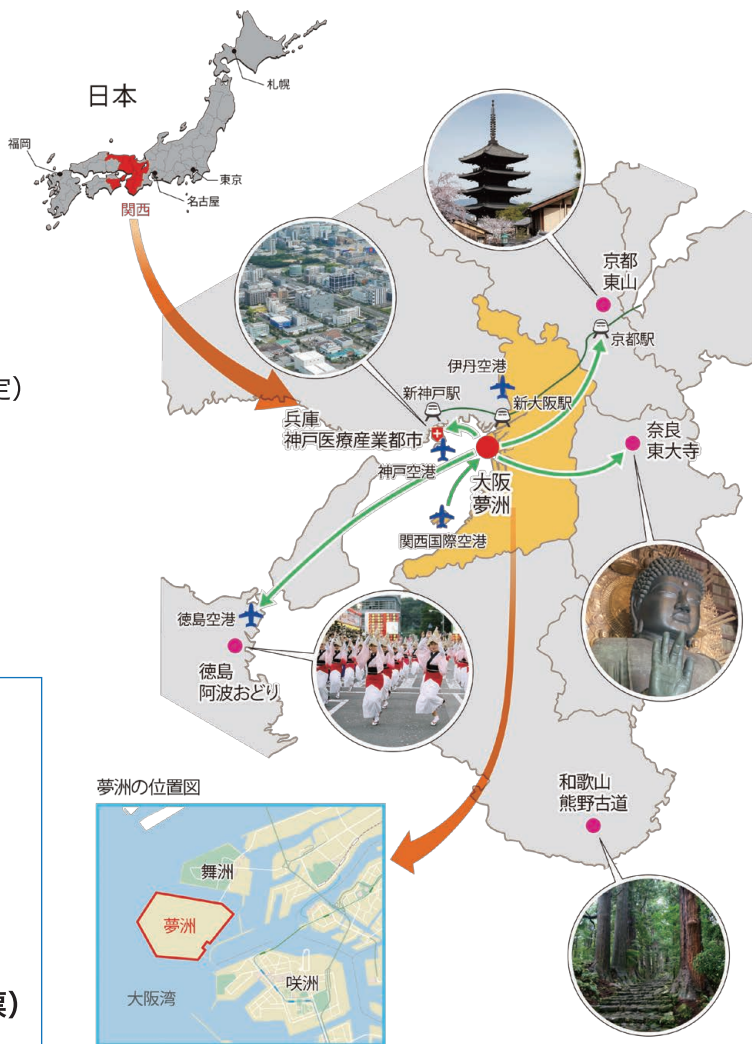 日本
札幌
福岡
東京
名古屋
関西
京都
東山
京都駅
伊丹空港
新神戸駅
新大阪駅
兵庫
神戸医療産業都市
神戸空港
奈良
東大寺
大阪
夢洲
関西国際空港
定)
徳島空港
徳島
阿波おどり
和歌山
熊野古道
夢洲の位置図
舞洲
夢洲
咲洲
大阪湾